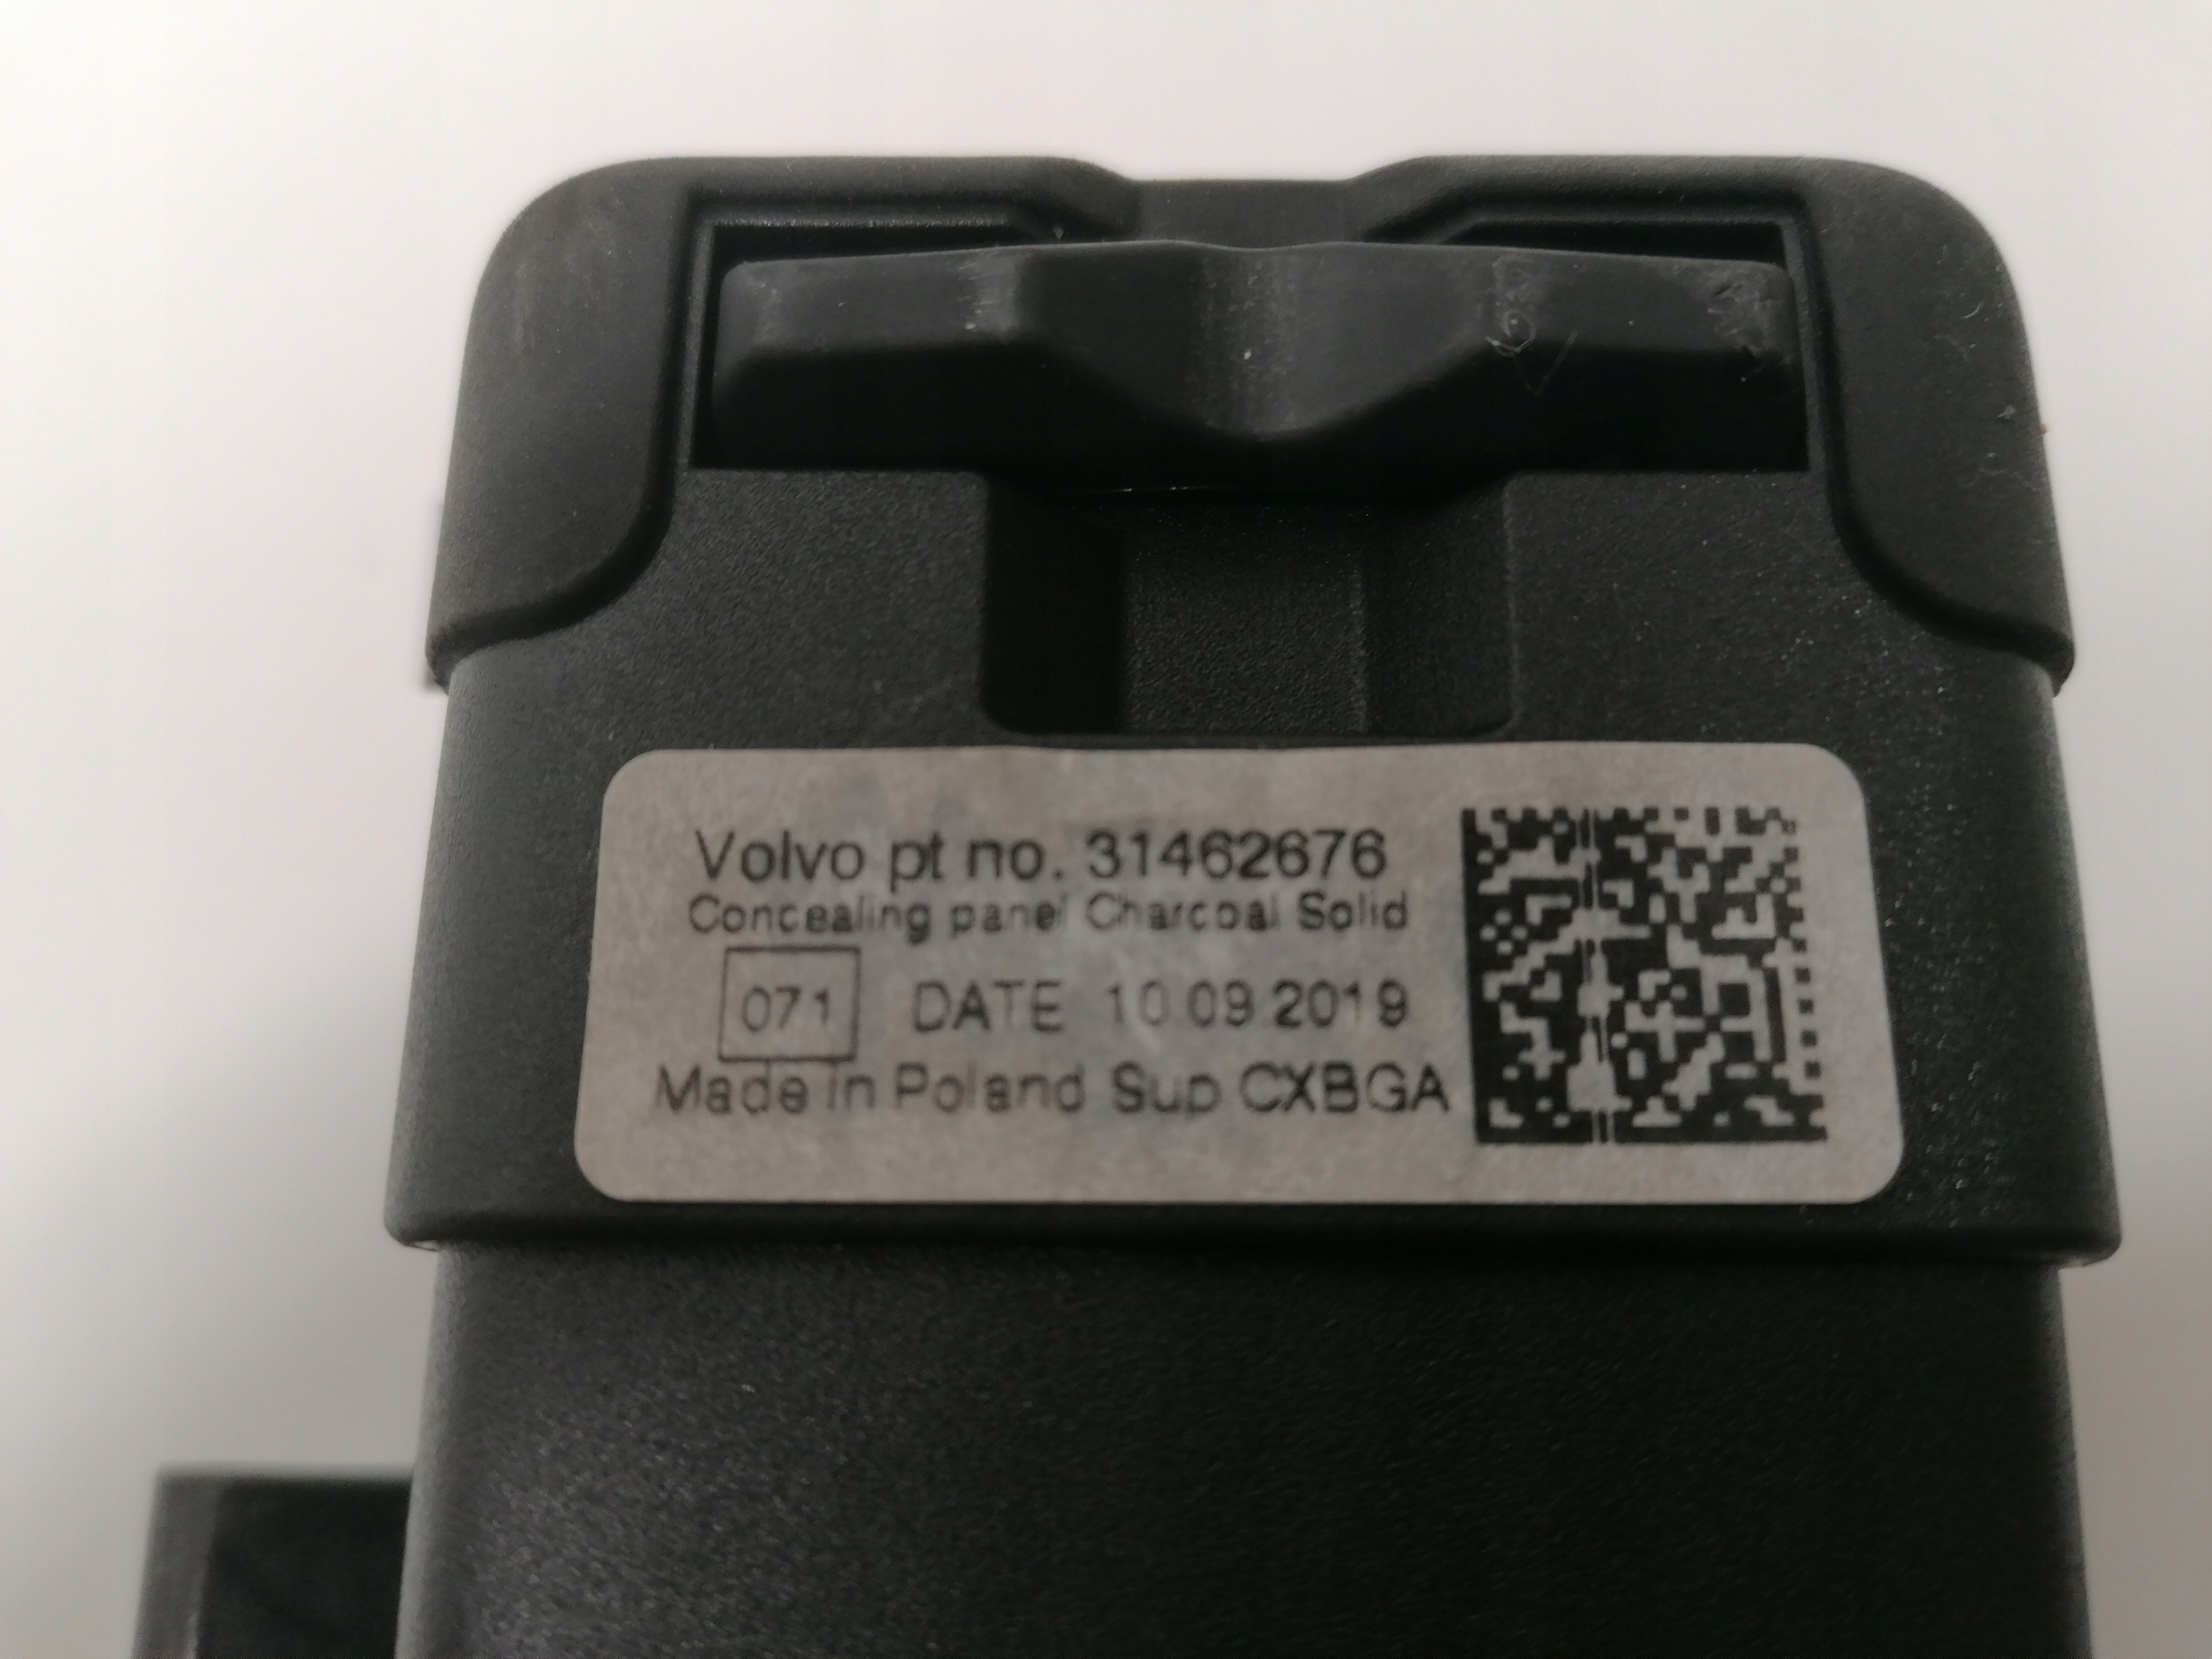 Volvo pt no. 31462676
Concealing panel Charcoal Solid
071 DATE 10 09 2019
Made in Poland Sup CXBGA